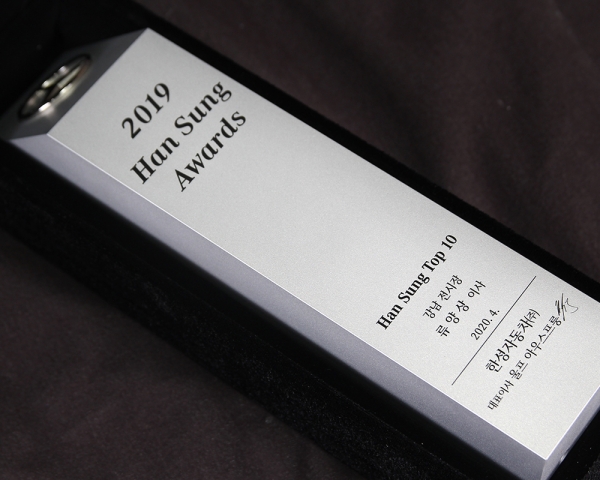 2019
Han Sung
Awards
Han Sung Top 10
강남 전시장
류 양 상 이사
2020. 4.
한성자동차㈜
대표이사 울프 아우스프룽